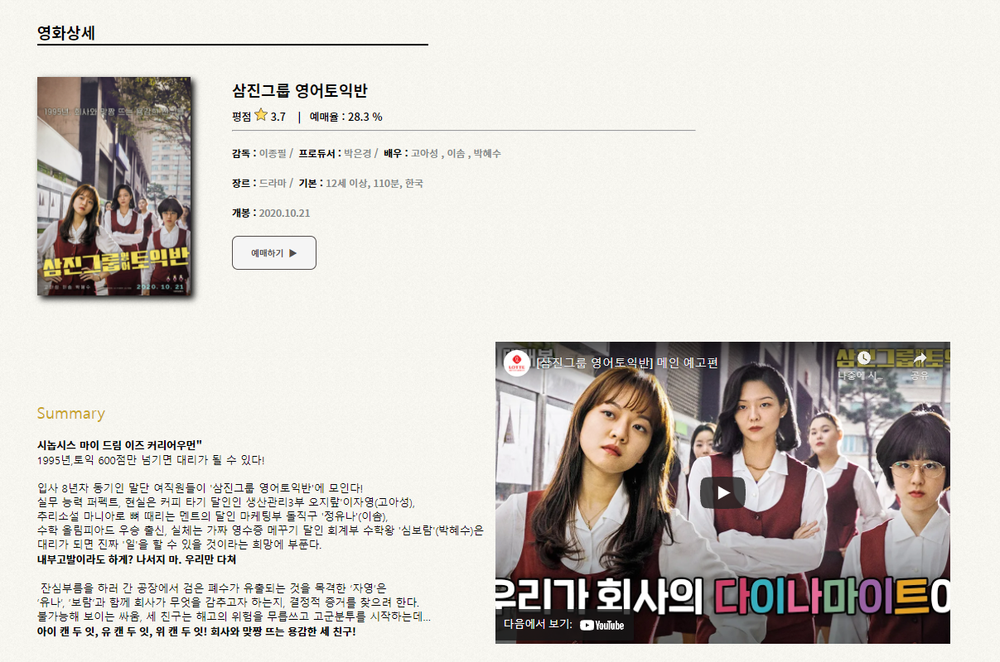 영화상세
1995년, 회사와 맞짱 뜨는 용감한 친구들
삼진그룹영어토익반
고아성 이솜 박혜수
2020. 10. 21
삼진그룹 영어토익반
평점 3.7 | 예매율 : 28.3 %
감독 : 이종필 / 프로듀서 : 박은경 / 배우 : 고아성 , 이솜 , 박혜수
장르 : 드라마 / 기본 : 12세 이상, 110분, 한국
개봉 : 2020.10.21
예매하기 ▶
Summary
시놉시스 마이 드림 이즈 커리어우먼"
1995년,토익 600점만 넘기면 대리가 될 수 있다!
입사 8년차 동기인 말단 여직원들이 '삼진그룹 영어토익반'에 모인다!
실무 능력 퍼펙트, 현실은 커피 타기 달인인 생산관리3부 오지랖'이자영(고아성),
추리소설 마니아로 뼈 때리는 멘트의 달인 마케팅부 돌직구 '정유나'(이솜),
수학 올림피아드 우승 출신, 실체는 가짜 영수증 메꾸기 달인 회계부 수학왕 '심보람'(박혜수)은
대리가 되면 진짜 '일'을 할 수 있을 것이라는 희망에 부푼다.
내부고발이라도 하게? 나서지 마. 우리만 다쳐
잔심부름을 하러 간 공장에서 검은 폐수가 유출되는 것을 목격한 ‘자영’은
‘유나’, ‘보람’과 함께 회사가 무엇을 감추고자 하는지, 결정적 증거를 찾으려 한다.
불가능해 보이는 싸움, 세 친구는 해고의 위험을 무릅쓰고 고군분투를 시작하는데...
아이 캔 두 잇, 유 캔 두 잇, 위 캔 두 잇! 회사와 맞짱 뜨는 용감한 세 친구!
LOTTE
[삼진그룹 영어토익반] 메인 예고편
삼진그룹
나중에 시...
공유
우리가 회사의 다이나마이트야
다음에서 보기: YouTube